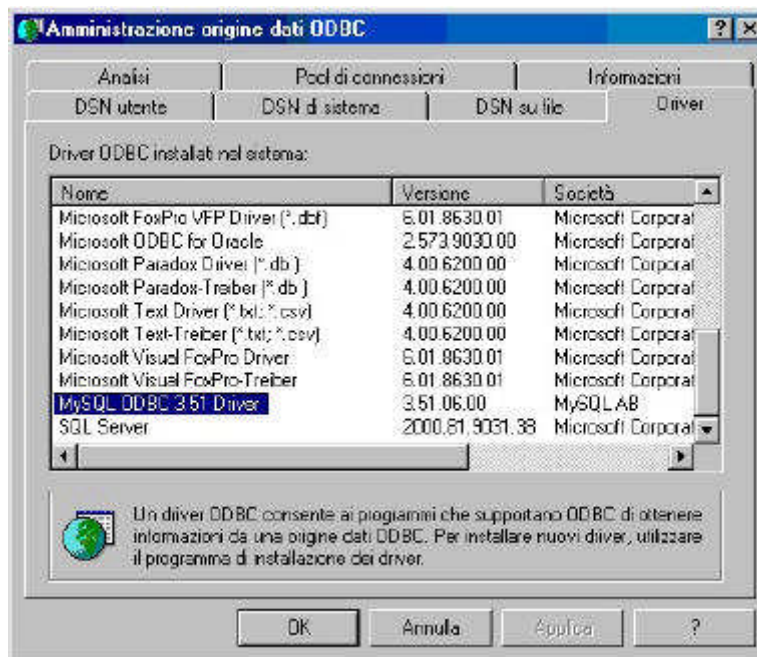 Amministrazione origine dati ODBC
Analisi Pool di connessioni Informazioni
DSN utente DSN di sistema DSN su file Driver
Driver ODBC installati nel sistema:
Nome Versione Società
Microsoft FoxPro VFP Driver (*.dbf) 6.01.8630.01 Microsoft Corporat
Microsoft ODBC for Oracle 2.573.9030.00 Microsoft Corporat
Microsoft Paradox Driver (*.db ) 4.00.6200.00 Microsoft Corporat
Microsoft Paradox-Treiber (*.db ) 4.00.6200.00 Microsoft Corporat
Microsoft Text Driver (*.txt; *.csv) 4.00.6200.00 Microsoft Corporat
Microsoft Text-Treiber (*.txt; *.csv) 4.00.6200.00 Microsoft Corporat
Microsoft Visual FoxPro Driver 6.01.8630.01 Microsoft Corporat
Microsoft Visual FoxPro-Treiber 6.01.8630.01 Microsoft Corporat
MySQL ODBC 3.51 Driver 3.51.06.00 MySQL AB
SQL Server 2000.81.9031.38 Microsoft Corporat
Un driver ODBC consente ai programmi che supportano ODBC di ottenere
informazioni da una origine dati ODBC. Per installare nuovi driver, utilizzare
il programma di installazione dei driver.
OK Annulla Applica ?